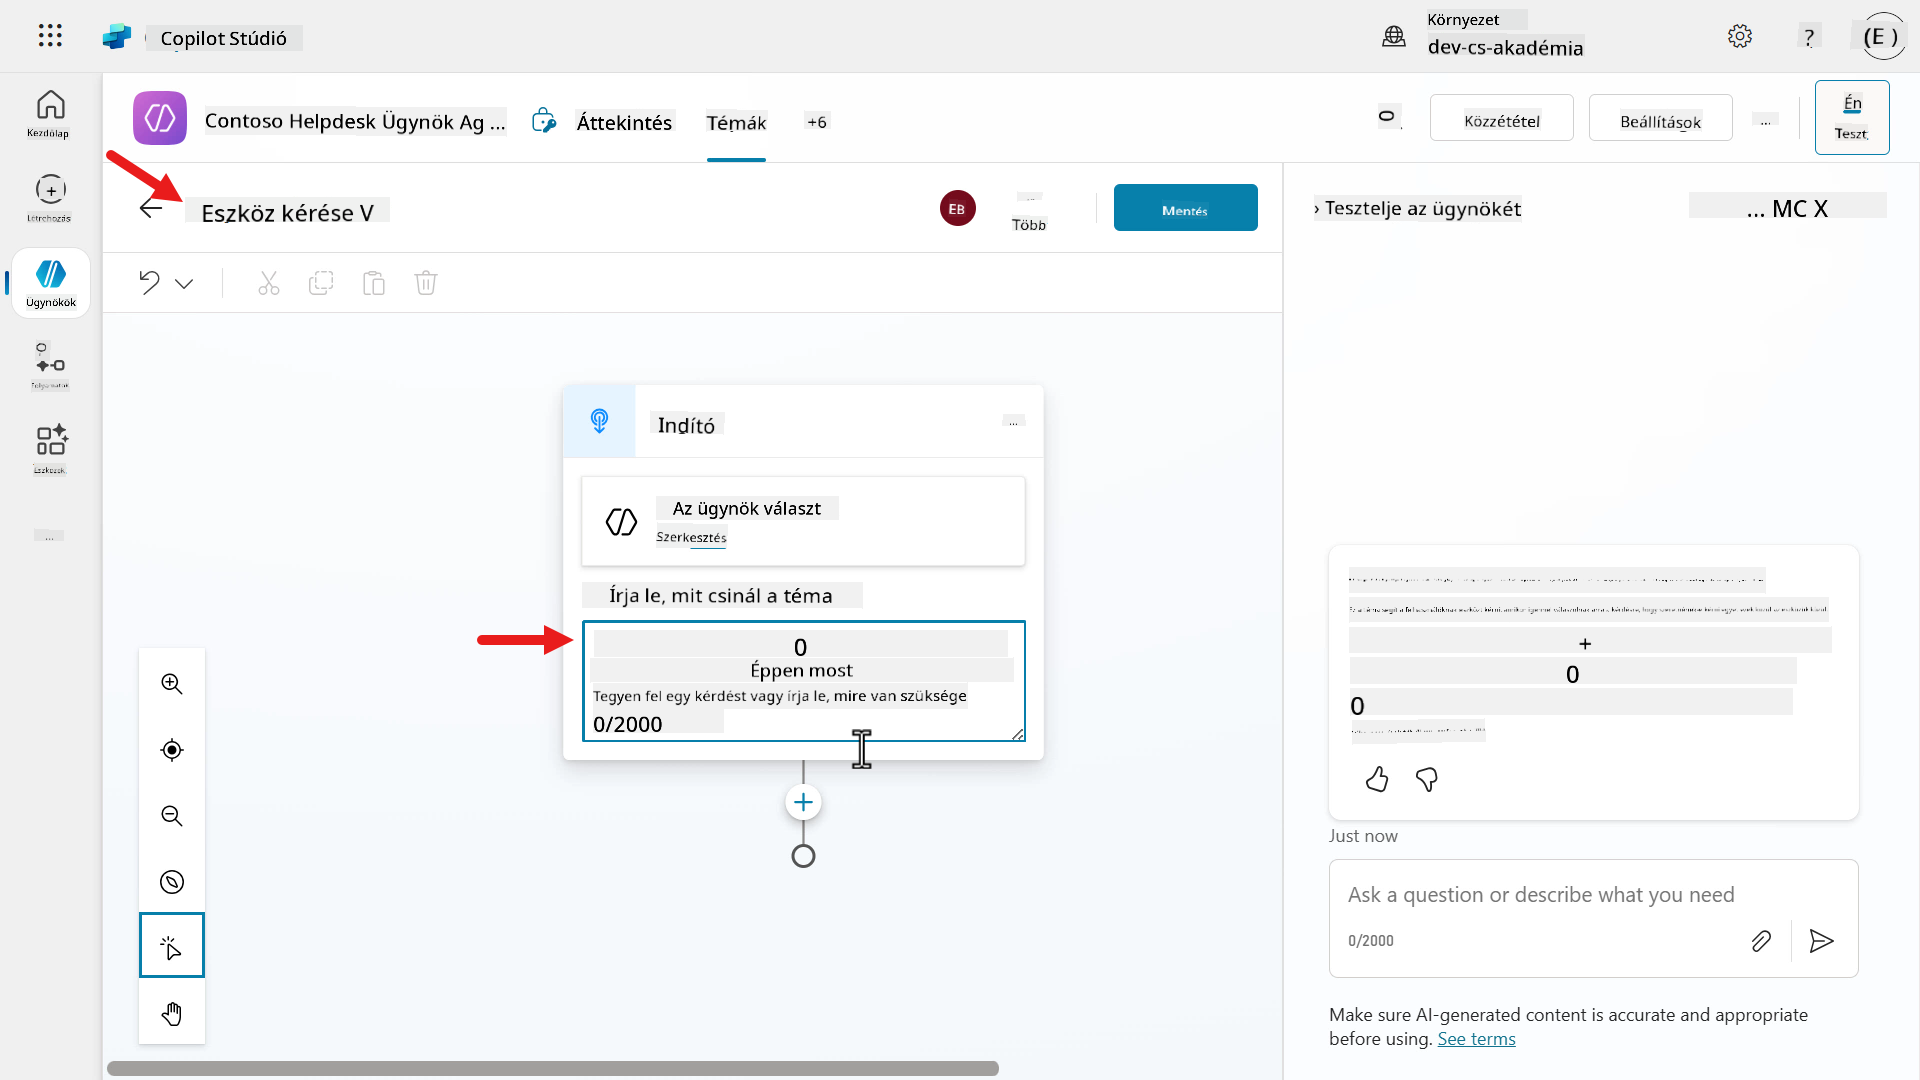 Copilot Stúdió
Környezet
dev-cs-akadémia
?
(E )
Kezdőlap
Létrehozás
Ügynökök
Folyamatok
Eszközök
...
Contoso Helpdesk Ügynök Ag ...
Áttekintés
Témák
+6
Közzététel
Beállítások
...
Én
Teszt
Eszköz kérése V
EB
Több
Mentés
Indító
...
Az ügynök választ
Szerkesztés
Írja le, mit csinál a téma
0
Éppen most
Tegyen fel egy kérdést vagy írja le, mire van szüksége
0/2000
› Tesztelje az ügynökét
... MC X
+
0
0
Just now
Ask a question or describe what you need
0/2000
Make sure AI-generated content is accurate and appropriate
before using. See terms